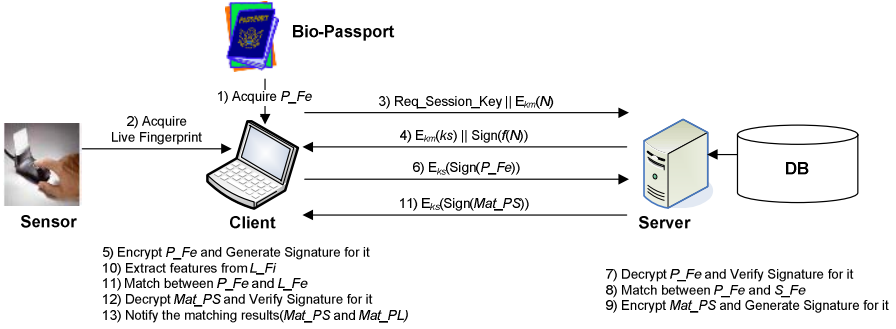 PASSPORT
Bio-Passport
1) Acquire P_Fe
2) Acquire
Live Fingerprint
3) Req_Session_Key || Ekm(N)
4) Ekm(ks) || Sign(f(N))
6) Eks(Sign(P_Fe))
11) Eks(Sign(Mat_PS))
DB
Sensor
Client
Server
5) Encrypt P_Fe and Generate Signature for it
10) Extract features from L_Fi
11) Match between P_Fe and L_Fe
12) Decrypt Mat_PS and Verify Signature for it
13) Notify the matching results(Mat_PS and Mat_PL)
7) Decrypt P_Fe and Verify Signature for it
8) Match between P_Fe and S_Fe
9) Encrypt Mat_PS and Generate Signature for it